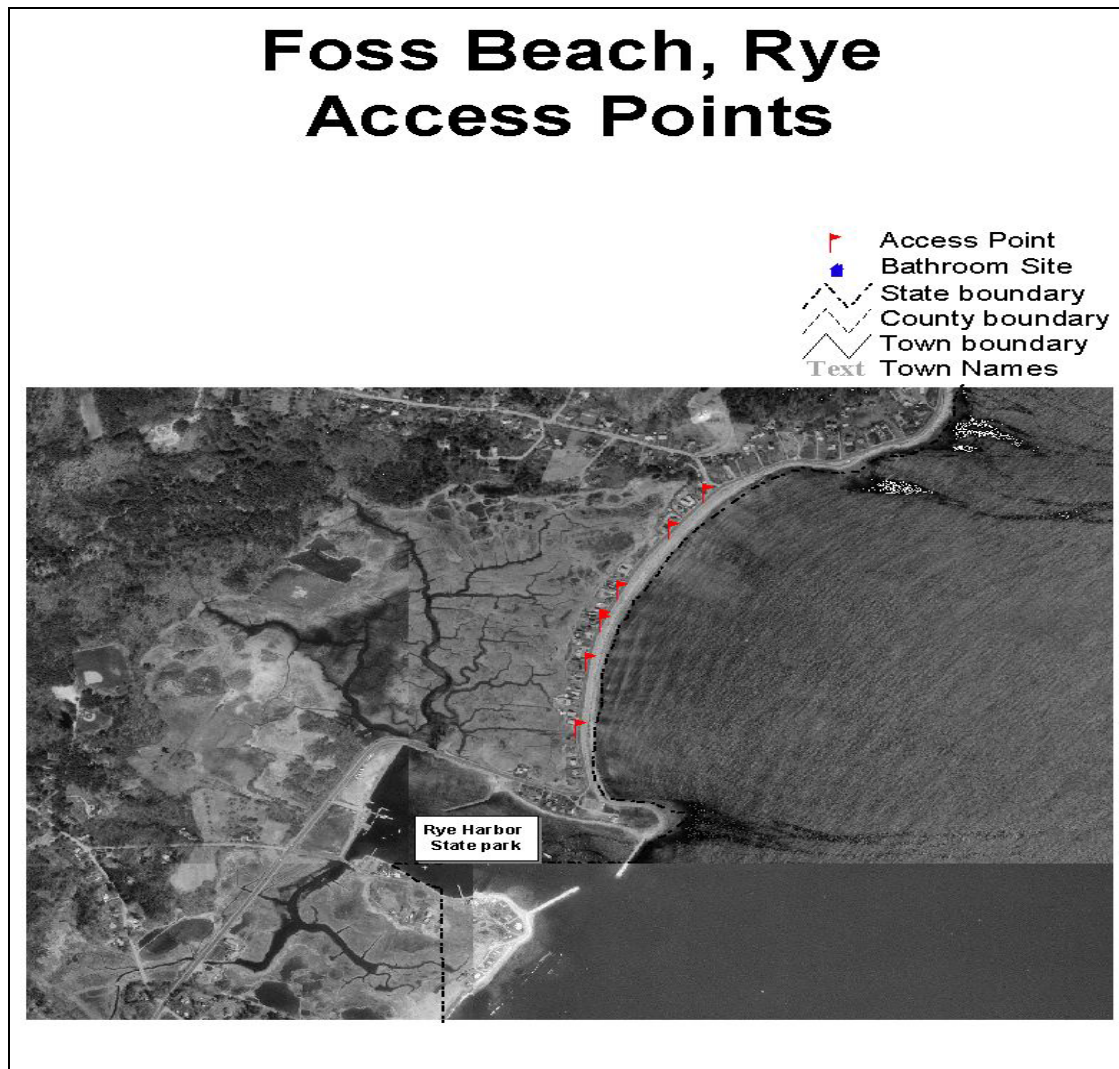 Foss Beach, Rye
Access Points
Access Point
Bathroom Site
State boundary
County boundary
Town boundary
Text Town Names
Rye Harbor
State park